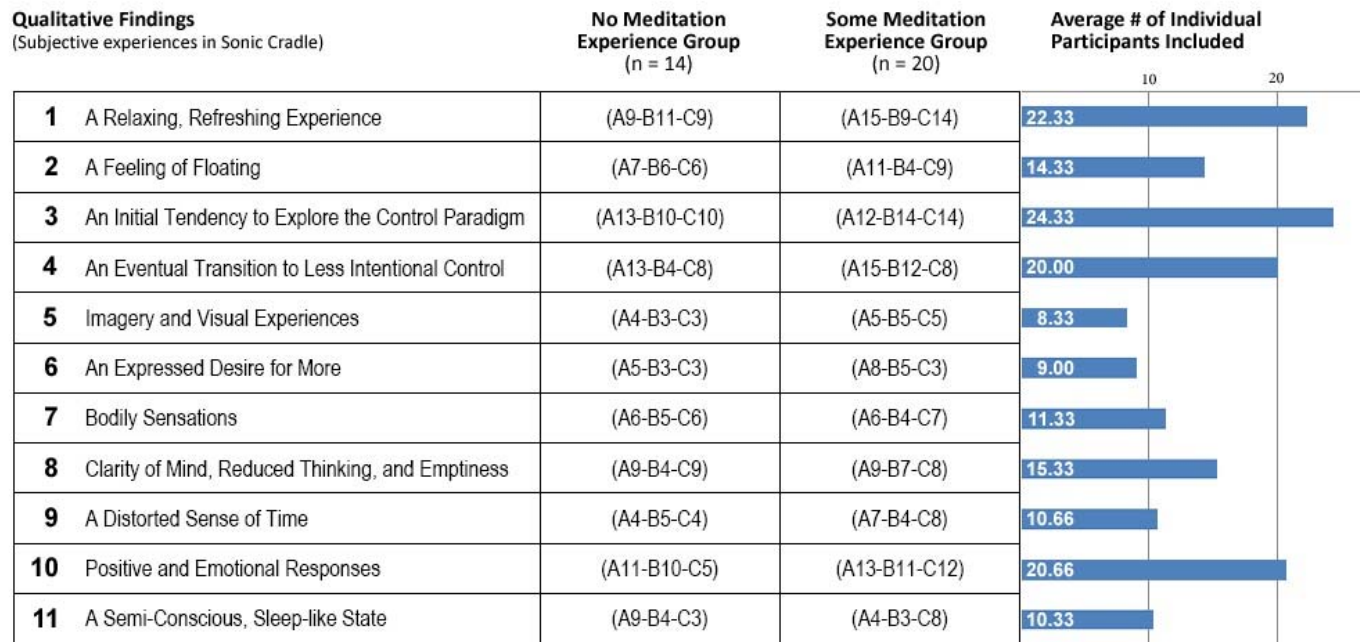 Qualitative Findings
(Subjective experiences in Sonic Cradle)
No Meditation
Experience Group
(n = 14)
Some Meditation
Experience Group
(n = 20)
Average # of Individual
Participants Included
10 20
1 A Relaxing, Refreshing Experience (A9-B11-C9) (A15-B9-C14) 22.33
2 A Feeling of Floating (A7-B6-C6) (A11-B4-C9) 14.33
3 An Initial Tendency to Explore the Control Paradigm (A13-B10-C10) (A12-B14-C14) 24.33
4 An Eventual Transition to Less Intentional Control (A13-B4-C8) (A15-B12-C8) 20.00
5 Imagery and Visual Experiences (A4-B3-C3) (A5-B5-C5) 8.33
6 An Expressed Desire for More (A5-B3-C3) (A8-B5-C3) 9.00
7 Bodily Sensations (A6-B5-C6) (A6-B4-C7) 11.33
8 Clarity of Mind, Reduced Thinking, and Emptiness (A9-B4-C9) (A9-B7-C8) 15.33
9 A Distorted Sense of Time (A4-B5-C4) (A7-B4-C8) 10.66
10 Positive and Emotional Responses (A11-B10-C5) (A13-B11-C12) 20.66
11 A Semi-Conscious, Sleep-like State (A9-B4-C3) (A4-B3-C8) 10.33